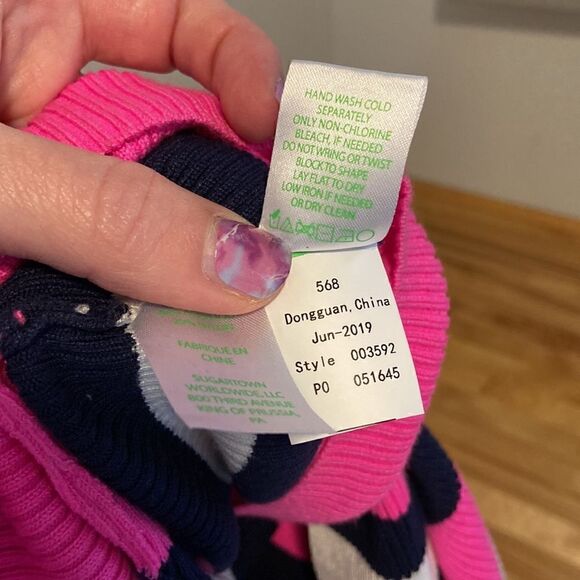 HAND WASH COLD
SEPARATELY
ONLY NON-CHLORINE
BLEACH, IF NEEDED
DO NOT WRING OR TWIST
BLOCK TO SHAPE
LAY FLAT TO DRY
LOW IRON IF NEEDED
OR DRY CLEAN
568
Dongguan, China
Jun-2019
Style 003592
PO 051645
FABRIQUE EN
CHINE
SUGARTOWN
WORLDWIDE, LLC
800 THIRD AVENUE
KING OF PRUSSIA,
PA